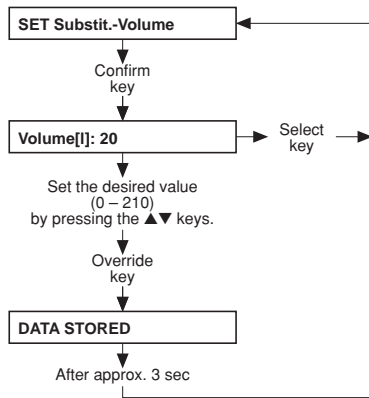 SET Substit.-Volume
Confirm
key
Volume[l]: 20
Select
key
Set the desired value
(0 – 210)
by pressing the ▲▼ keys.
Override
key
DATA STORED
After approx. 3 sec